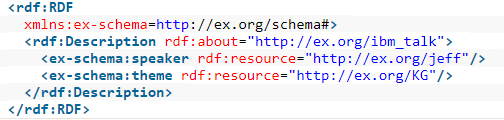 <rdf:RDF
xmlns:ex-schema=http://ex.org/schema#>
<rdf:Description rdf:about="http://ex.org/ibm_talk">
<ex-schema:speaker rdf:resource="http://ex.org/jeff"/>
<ex-schema:theme rdf:resource="http://ex.org/KG"/>
</rdf:Description>
</rdf:RDF>